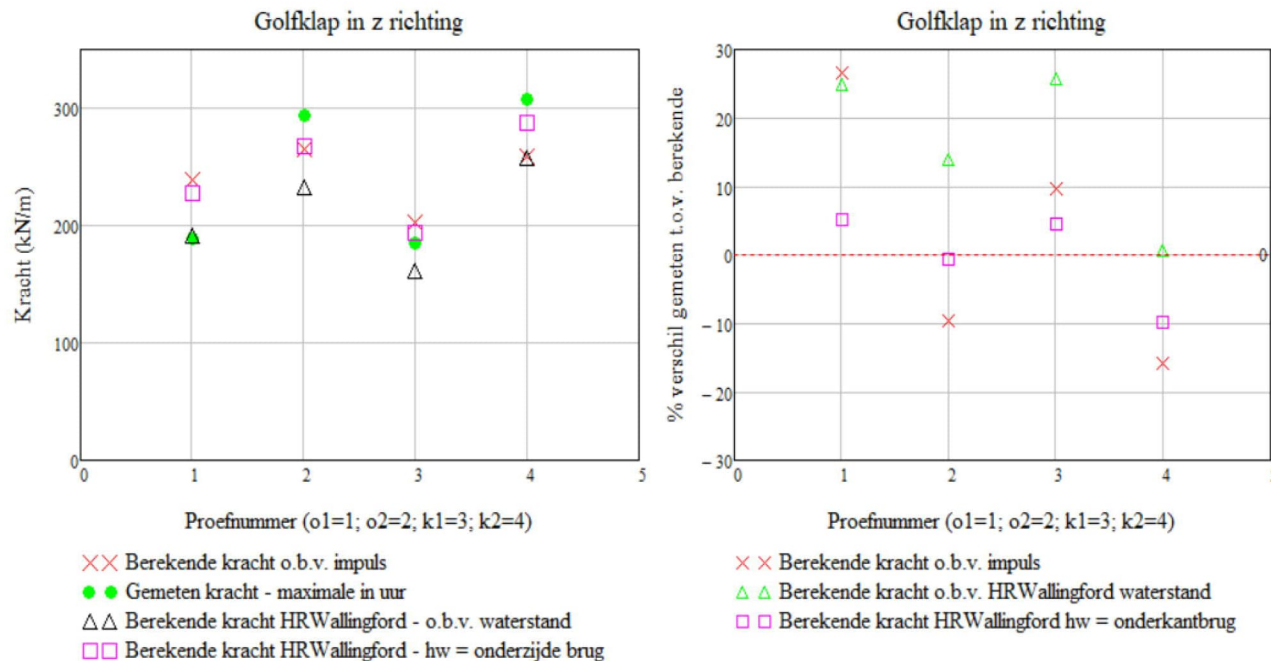 Golfklap in z richting
Kracht (kN/m)
300
200
100
0
0 1 2 3 4 5
Proefnummer (o1=1; o2=2; k1=3; k2=4)
Berekende kracht o.b.v. impuls
Gemeten kracht - maximale in uur
Berekende kracht HRWallingford - o.b.v. waterstand
Berekende kracht HRWallingford - hw = onderzijde brug
Golfklap in z richting
% verschil gemeten t.o.v. berekende
30
20
10
0
0
– 10
– 20
– 30
0 1 2 3 4
Proefnummer (o1=1; o2=2; k1=3; k2=4)
Berekende kracht o.b.v. impuls
Berekende kracht o.b.v. HRWallingford waterstand
Berekende kracht HRWallingford hw = onderkantbrug